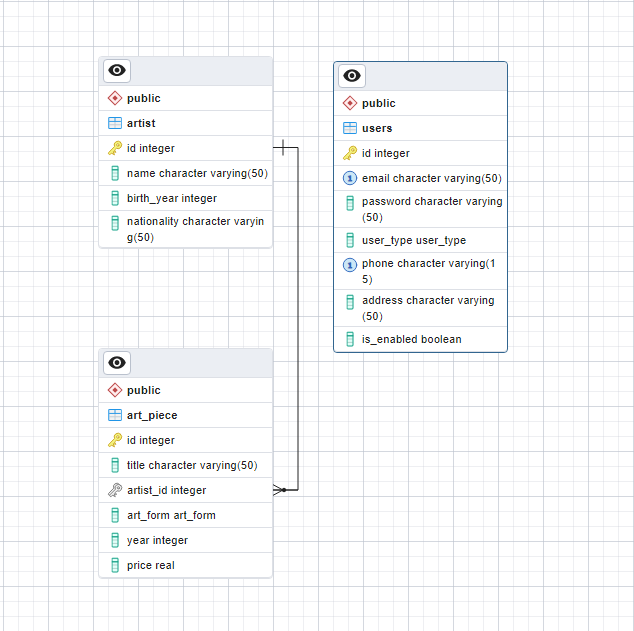 public
artist
id integer
name character varying(50)
birth_year integer
nationality character varyin
g(50)
public
users
id integer
email character varying(50)
password character varying
(50)
user_type user_type
phone character varying(1
5)
address character varying
(50)
is_enabled boolean
public
art_piece
id integer
title character varying(50)
artist_id integer
art_form art_form
year integer
price real